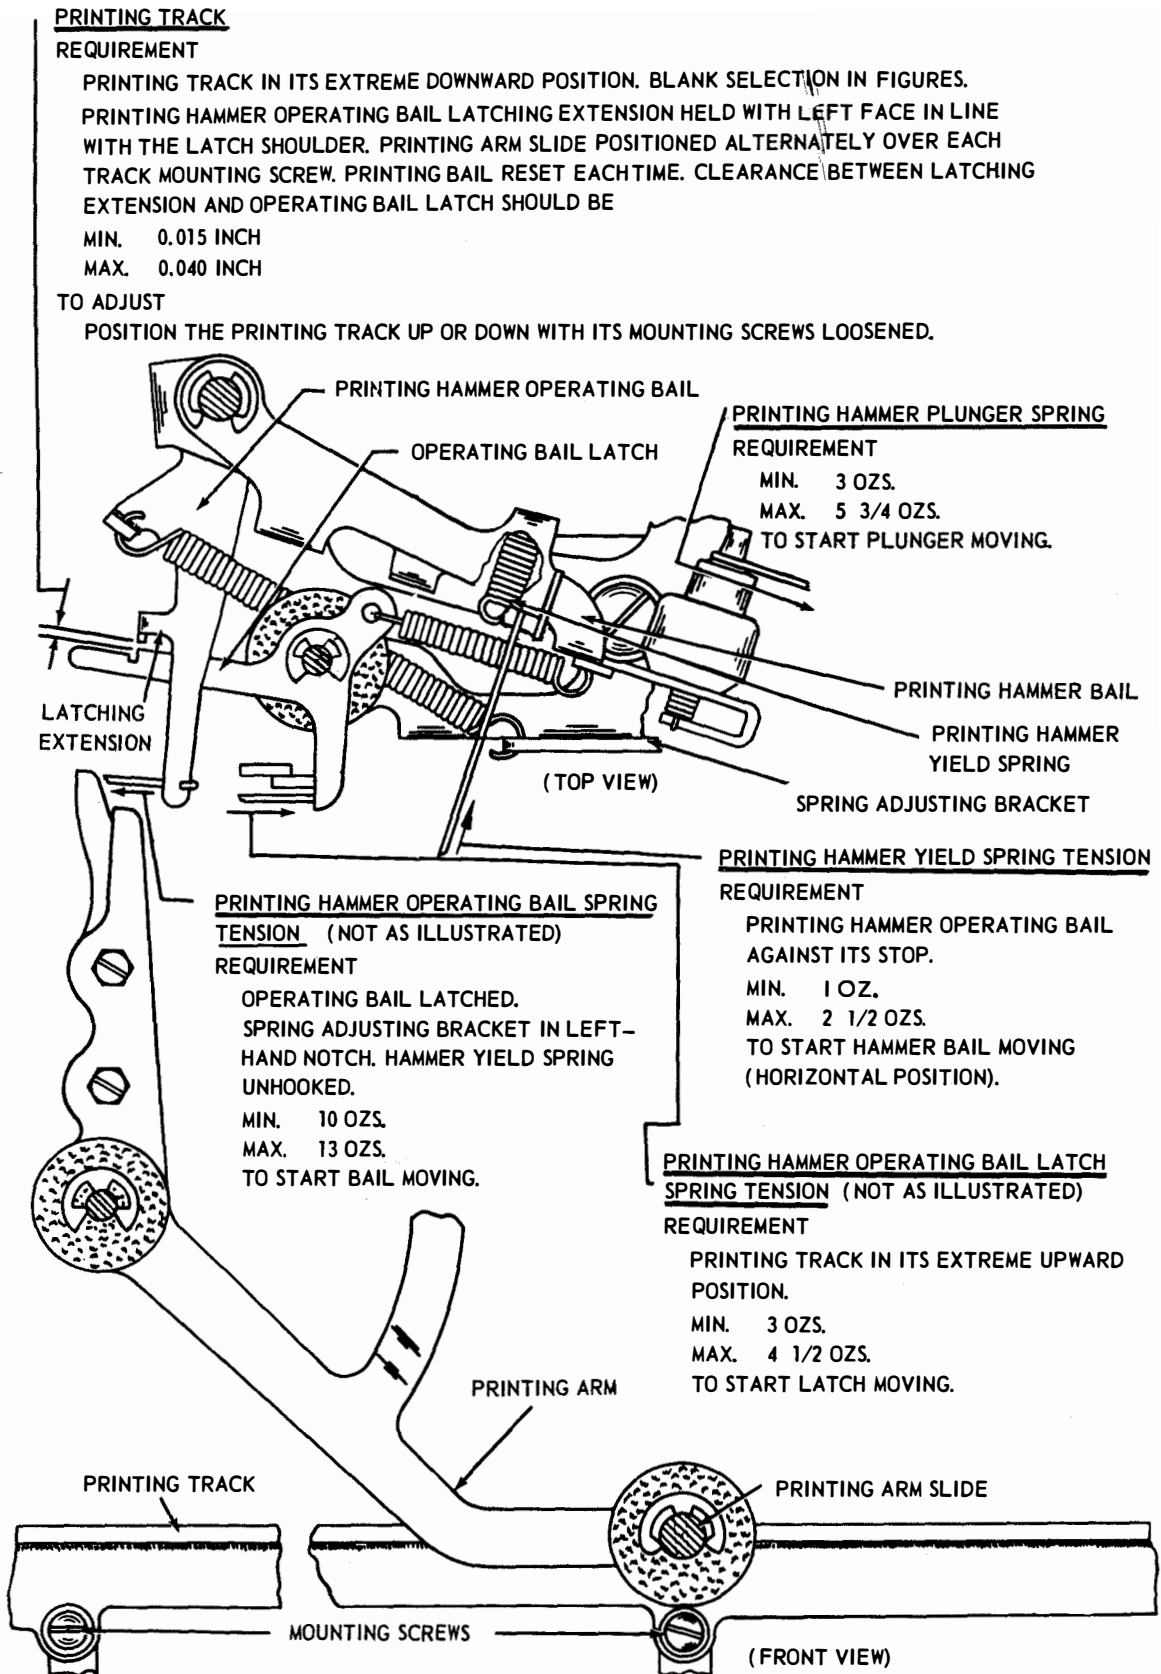 PRINTING TRACK
REQUIREMENT
PRINTING TRACK IN ITS EXTREME DOWNWARD POSITION. BLANK SELECTION IN FIGURES.
PRINTING HAMMER OPERATING BAIL LATCHING EXTENSION HELD WITH LEFT FACE IN LINE
WITH THE LATCH SHOULDER. PRINTING ARM SLIDE POSITIONED ALTERNATELY OVER EACH
TRACK MOUNTING SCREW. PRINTING BAIL RESET EACHTIME. CLEARANCE BETWEEN LATCHING
EXTENSION AND OPERATING BAIL LATCH SHOULD BE
MIN. 0.015 INCH
MAX. 0.040 INCH
TO ADJUST
POSITION THE PRINTING TRACK UP OR DOWN WITH ITS MOUNTING SCREWS LOOSENED.
PRINTING HAMMER OPERATING BAIL
OPERATING BAIL LATCH
PRINTING HAMMER PLUNGER SPRING
REQUIREMENT
MIN. 3 OZS.
MAX. 5 3/4 OZS.
TO START PLUNGER MOVING.
LATCHING
EXTENSION
(TOP VIEW)
PRINTING HAMMER BAIL
PRINTING HAMMER
YIELD SPRING
SPRING ADJUSTING BRACKET
PRINTING HAMMER YIELD SPRING TENSION
REQUIREMENT
PRINTING HAMMER OPERATING BAIL
AGAINST ITS STOP.
MIN. 1 OZ.
MAX. 2 1/2 OZS.
TO START HAMMER BAIL MOVING
(HORIZONTAL POSITION).
PRINTING HAMMER OPERATING BAIL SPRING
TENSION (NOT AS ILLUSTRATED)
REQUIREMENT
OPERATING BAIL LATCHED.
SPRING ADJUSTING BRACKET IN LEFT-
HAND NOTCH. HAMMER YIELD SPRING
UNHOOKED.
MIN. 10 OZS.
MAX. 13 OZS.
TO START BAIL MOVING.
PRINTING HAMMER OPERATING BAIL LATCH
SPRING TENSION (NOT AS ILLUSTRATED)
REQUIREMENT
PRINTING TRACK IN ITS EXTREME UPWARD
POSITION.
MIN. 3 OZS.
MAX. 4 1/2 OZS.
TO START LATCH MOVING.
PRINTING ARM
PRINTING TRACK
PRINTING ARM SLIDE
MOUNTING SCREWS
(FRONT VIEW)